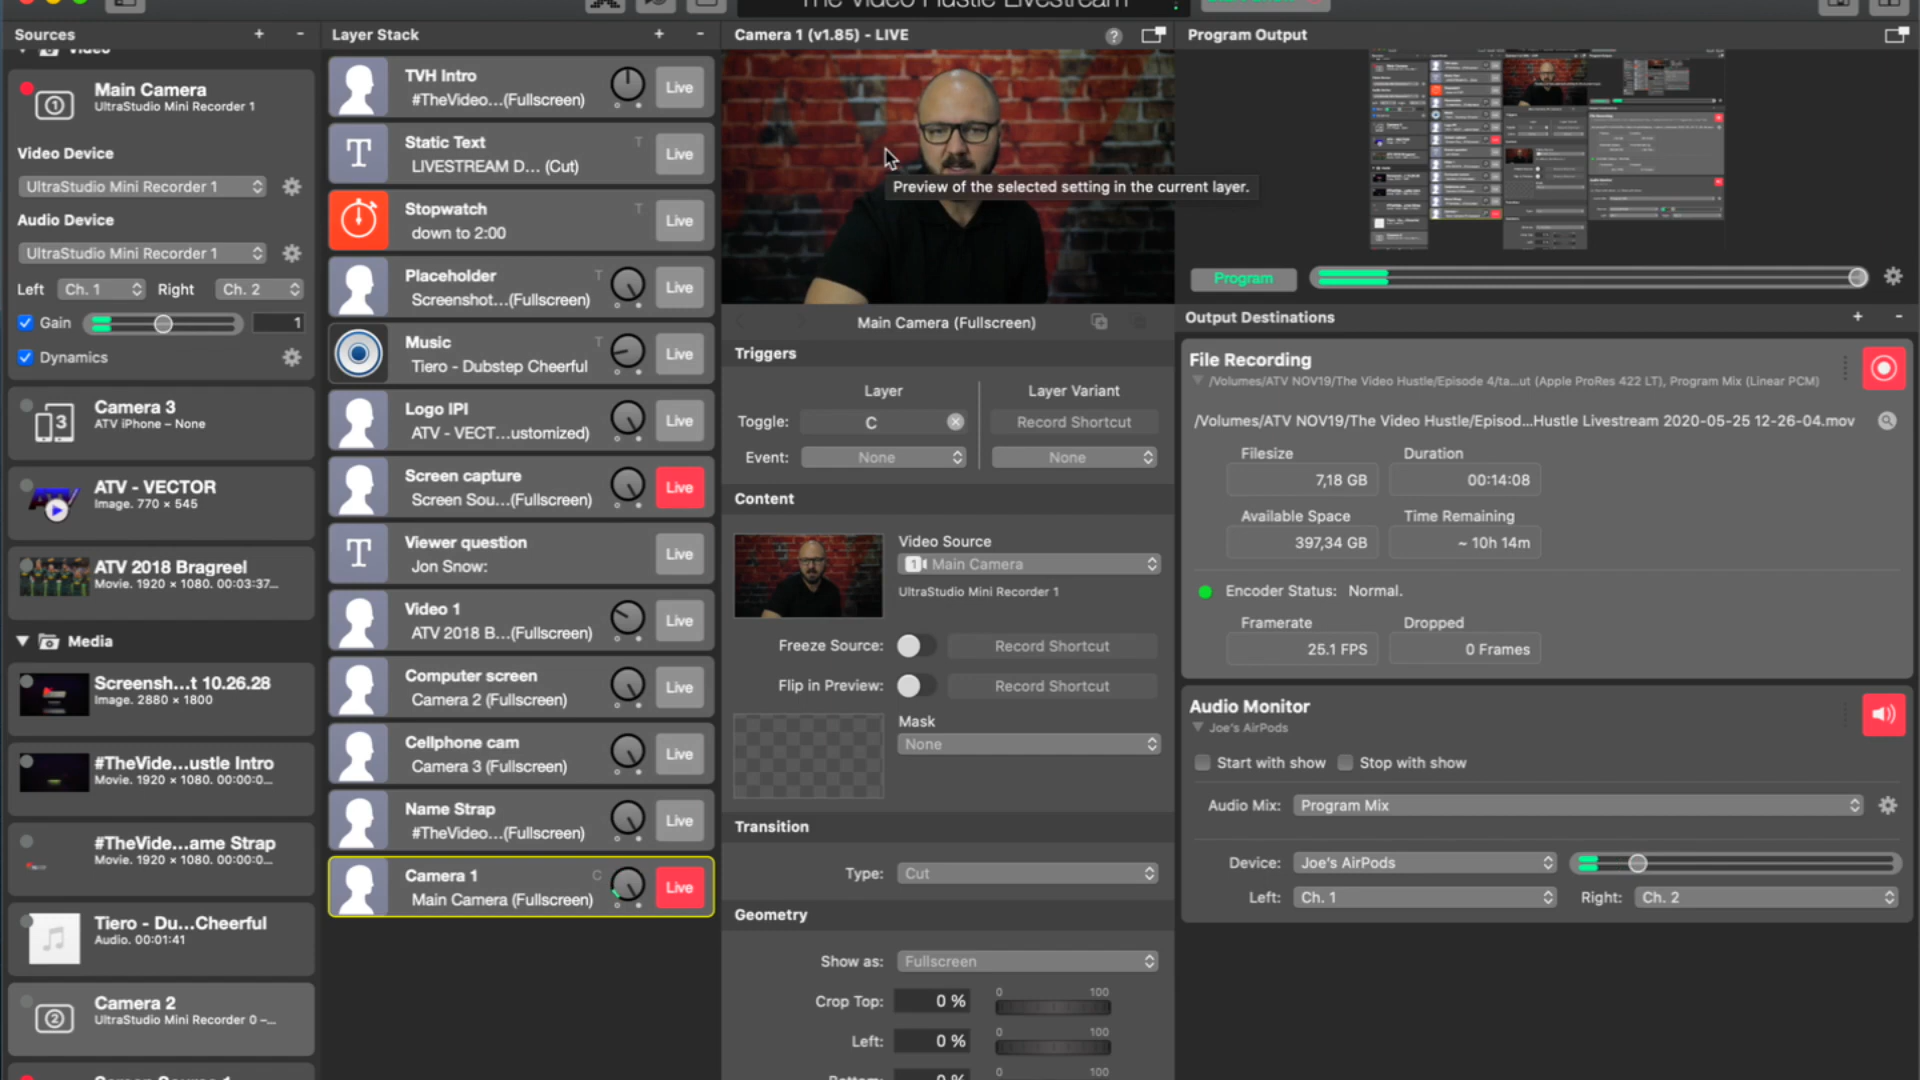 The Video Hustle Livestream
Sources
+
-
Layer Stack
+
-
Camera 1 (v1.85) - LIVE
?
Program Output
Video
1
Main Camera
UltraStudio Mini Recorder 1
Video Device
UltraStudio Mini Recorder 1
Audio Device
UltraStudio Mini Recorder 1
Left Ch. 1 Right Ch. 2
Gain 1
Dynamics
3
Camera 3
ATV iPhone – None
ATV - VECTOR
Image. 770 × 545
ATV 2018 Bragreel
Movie. 1920 × 1080. 00:03:37...
Media
Screensh...t 10.26.28
Image. 2880 × 1800
#TheVide...ustle Intro
Movie. 1920 × 1080. 00:00:0...
#TheVide...ame Strap
Movie. 1920 × 1080. 00:00:0...
Tiero - Du...Cheerful
Audio. 00:01:41
2
Camera 2
UltraStudio Mini Recorder 0 –...
Screen Source 1
TVH Intro
#TheVideo...(Fullscreen)
Live
T
Static Text
T
LIVESTREAM D... (Cut)
Live
Stopwatch
T
down to 2:00
Live
Placeholder
T
Screenshot...(Fullscreen)
Live
Music
T
Tiero - Dubstep Cheerful
Live
Logo IPI
ATV - VECT...ustomized)
Live
Screen capture
Screen Sou...(Fullscreen)
Live
T
Viewer question
Jon Snow:
Live
Video 1
ATV 2018 B...(Fullscreen)
Live
Computer screen
Camera 2 (Fullscreen)
Live
Cellphone cam
Camera 3 (Fullscreen)
Live
Name Strap
#TheVideo...(Fullscreen)
Live
Camera 1
C
Main Camera (Fullscreen)
Live
Preview of the selected setting in the current layer.
Main Camera (Fullscreen)
Triggers
Layer
Layer Variant
Toggle: C Record Shortcut
Event: None None
Content
Video Source
1 Main Camera
UltraStudio Mini Recorder 1
Freeze Source: Record Shortcut
Flip in Preview: Record Shortcut
Mask
None
Transition
Type: Cut
Geometry
Show as: Fullscreen
Crop Top: 0 % 0 100
Left: 0 % 0 100
Bottom: 0 % 0 100
Program
Output Destinations
+
-
File Recording
/Volumes/ATV NOV19/The Video Hustle/Episode 4/ta...ut (Apple ProRes 422 LT), Program Mix (Linear PCM)
/Volumes/ATV NOV19/The Video Hustle/Episod...Hustle Livestream 2020-05-25 12-26-04.mov
Filesize Duration
7,18 GB 00:14:08
Available Space Time Remaining
397,34 GB ~ 10h 14m
Encoder Status: Normal.
Framerate Dropped
25.1 FPS 0 Frames
Audio Monitor
Joe's AirPods
Start with show Stop with show
Audio Mix: Program Mix
Device: Joe's AirPods
Left: Ch. 1 Right: Ch. 2